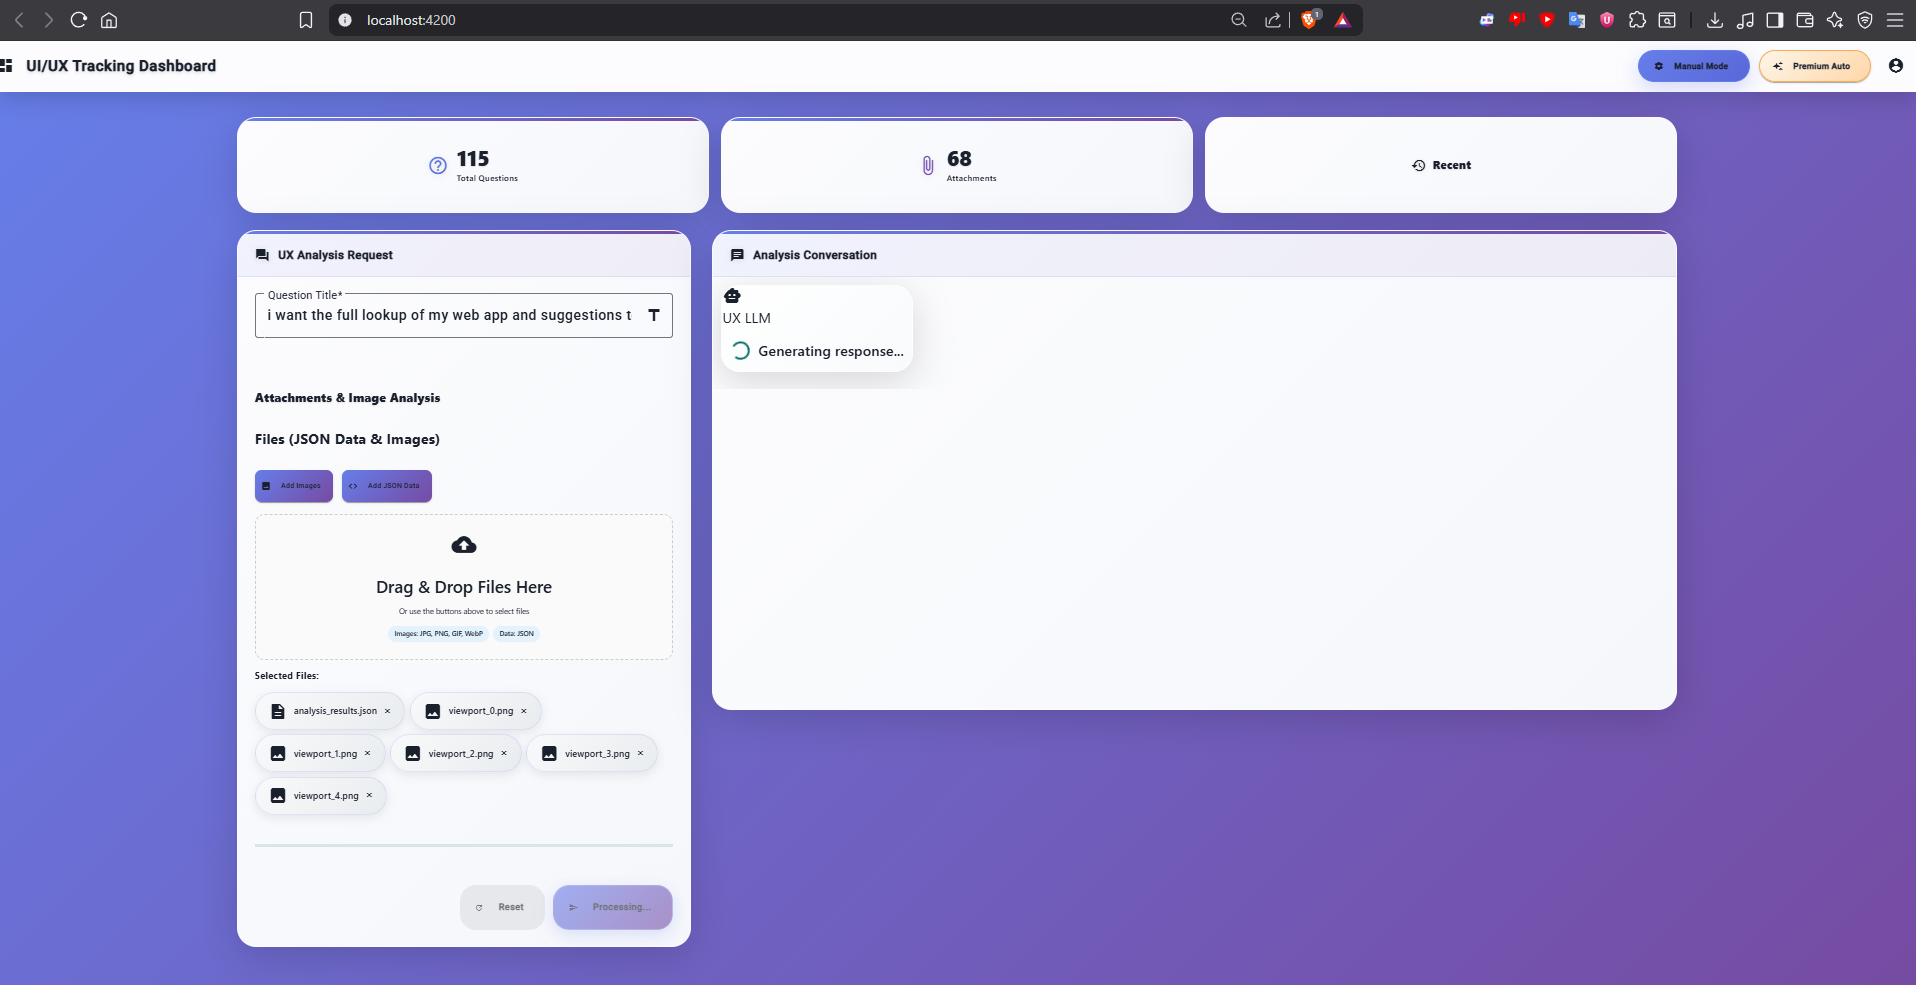 localhost:4200
1
UI/UX Tracking Dashboard
Manual Mode
Premium Auto
115
Total Questions
68
Attachments
Recent
UX Analysis Request
Question Title*
i want the full lookup of my web app and suggestions t
Attachments & Image Analysis
Files (JSON Data & Images)
Add Images
Add JSON Data
Drag & Drop Files Here
Or use the buttons above to select files
Images: JPG, PNG, GIF, WebP
Data: JSON
Selected Files:
analysis_results.json ×
viewport_0.png ×
viewport_1.png ×
viewport_2.png ×
viewport_3.png ×
viewport_4.png ×
Reset
Processing...
Analysis Conversation
UX LLM
Generating response...